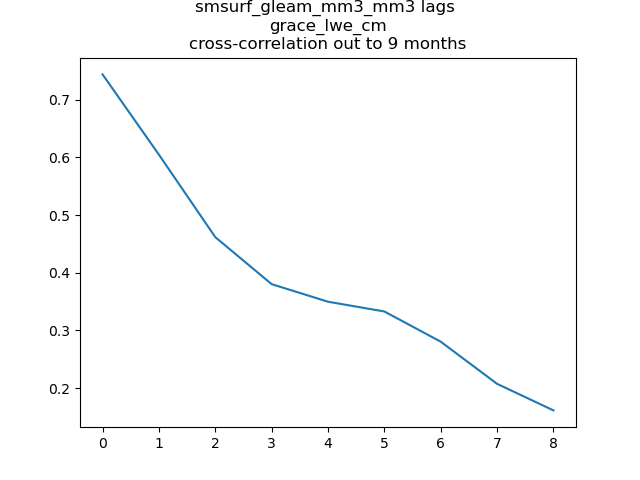 smsurf_gleam_mm3_mm3 lags
grace_lwe_cm
cross-correlation out to 9 months
0.7
0.6
0.5
0.4
0.3
0.2
0 1 2 3 4 5 6 7 8